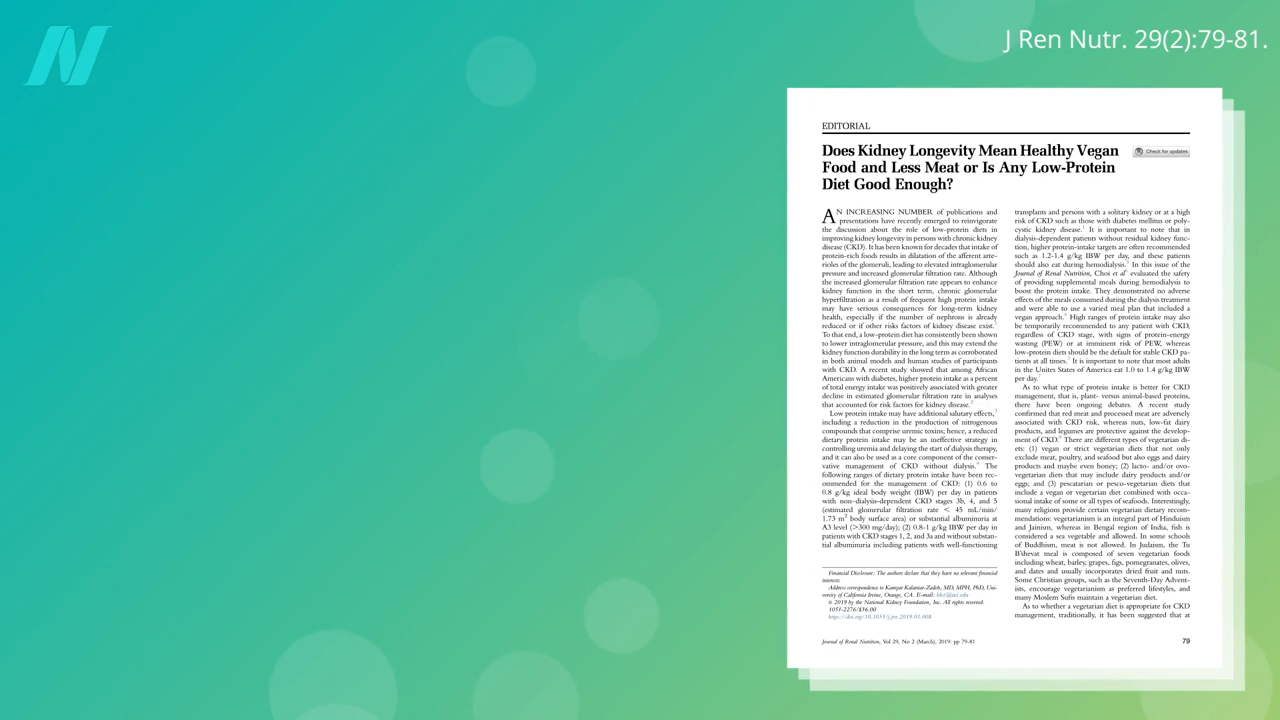 J Ren Nutr. 29(2):79-81.
EDITORIAL
Does Kidney Longevity Mean Healthy Vegan
Food and Less Meat or Is Any Low-Protein
Diet Good Enough?
Check for updates
AN INCREASING NUMBER of publications and
presentations have recently emerged to reinvigorate
the discussion about the role of low-protein diets in
improving kidney longevity in persons with chronic kidney
disease (CKD). It has been known for decades that intake of
protein-rich foods results in dilatation of the afferent arte-
rioles of the glomeruli, leading to elevated intraglomerular
pressure and increased glomerular filtration rate. Although
the increased glomerular filtration rate appears to enhance
kidney function in the short term, chronic glomerular
hyperfiltration as a result of frequent high protein intake
may have serious consequences for long-term kidney
health, especially if the number of nephrons is already
reduced or if other risks factors of kidney disease exist.
To that end, a low-protein diet has consistently been shown
to lower intraglomerular pressure, and this may extend the
kidney function durability in the long term as corroborated
in both animal models and human studies of participants
with CKD. A recent study showed that among African
Americans with diabetes, higher protein intake as a percent
of total energy intake was positively associated with greater
decline in estimated glomerular filtration rate in analyses
that accounted for risk factors for kidney disease.
Low protein intake may have additional salutary effects,
including a reduction in the production of nitrogenous
compounds that comprise uremic toxins; hence, a reduced
dietary protein intake may be an ineffective strategy in
controlling uremia and delaying the start of dialysis therapy,
and it can also be used as a core component of the conser-
vative management of CKD without dialysis. The
following ranges of dietary protein intake have been rec-
ommended for the management of CKD: (1) 0.6 to
0.8 g/kg ideal body weight (IBW) per day in patients
with non-dialysis-dependent CKD stages 3b, 4, and 5
(estimated glomerular filtration rate < 45 mL/min/
1.73 m² body surface area) or substantial albuminuria at
A3 level (>300 mg/day); (2) 0.8-1 g/kg IBW per day in
patients with CKD stages 1, 2, and 3a and without substan-
tial albuminuria including patients with well-functioning
Financial Disclosure: The authors declare that they have no relevant financial
interests.
Address correspondence to Kamyar Kalantar-Zadeh, MD, MPH, PhD, Uni-
versity of California Irvine, Orange, CA. E-mail: kkz@uci.edu
© 2019 by the National Kidney Foundation, Inc. All rights reserved.
1051-2276/$36.00
https://doi.org/10.1053/j.jrn.2019.01.008
transplants and persons with a solitary kidney or at a high
risk of CKD such as those with diabetes mellitus or poly-
cystic kidney disease. It is important to note that in
dialysis-dependent patients without residual kidney func-
tion, higher protein-intake targets are often recommended
such as 1.2-1.4 g/kg IBW per day, and these patients
should also eat during hemodialysis. In this issue of the
Journal of Renal Nutrition, Choi et al evaluated the safety
of providing supplemental meals during hemodialysis to
boost the protein intake. They demonstrated no adverse
effects of the meals consumed during the dialysis treatment
and were able to use a varied meal plan that included a
vegan approach. High ranges of protein intake may also
be temporarily recommended to any patient with CKD,
regardless of CKD stage, with signs of protein-energy
wasting (PEW) or at imminent risk of PEW, whereas
low-protein diets should be the default for stable CKD pa-
tients at all times. It is important to note that most adults
in the Unites States of America eat 1.0 to 1.4 g/kg IBW
per day.
As to what type of protein intake is better for CKD
management, that is, plant- versus animal-based proteins,
there have been ongoing debates. A recent study
confirmed that red meat and processed meat are adversely
associated with CKD risk, whereas nuts, low-fat dairy
products, and legumes are protective against the develop-
ment of CKD. There are different types of vegetarian di-
ets: (1) vegan or strict vegetarian diets that not only
exclude meat, poultry, and seafood but also eggs and dairy
products and maybe even honey; (2) lacto- and/or ovo-
vegetarian diets that may include dairy products and/or
eggs; and (3) pescatarian or pesco-vegetarian diets that
include a vegan or vegetarian diet combined with occa-
sional intake of some or all types of seafoods. Interestingly,
many religions provide certain vegetarian dietary recom-
mendations: vegetarianism is an integral part of Hinduism
and Jainism, whereas in Bengal region of India, fish is
considered a sea vegetable and allowed. In some schools
of Buddhism, meat is not allowed. In Judaism, the Tu
B'shevat meal is composed of seven vegetarian foods
including wheat, barley, grapes, figs, pomegranates, olives,
and dates and usually incorporates dried fruit and nuts.
Some Christian groups, such as the Seventh-Day Advent-
ists, encourage vegetarianism as preferred lifestyles, and
many Moslem Sufis maintain a vegetarian diet.
As to whether a vegetarian diet is appropriate for CKD
management, traditionally, it has been suggested that at
Journal of Renal Nutrition, Vol 29, No 2 (March), 2019: pp 79-81
79